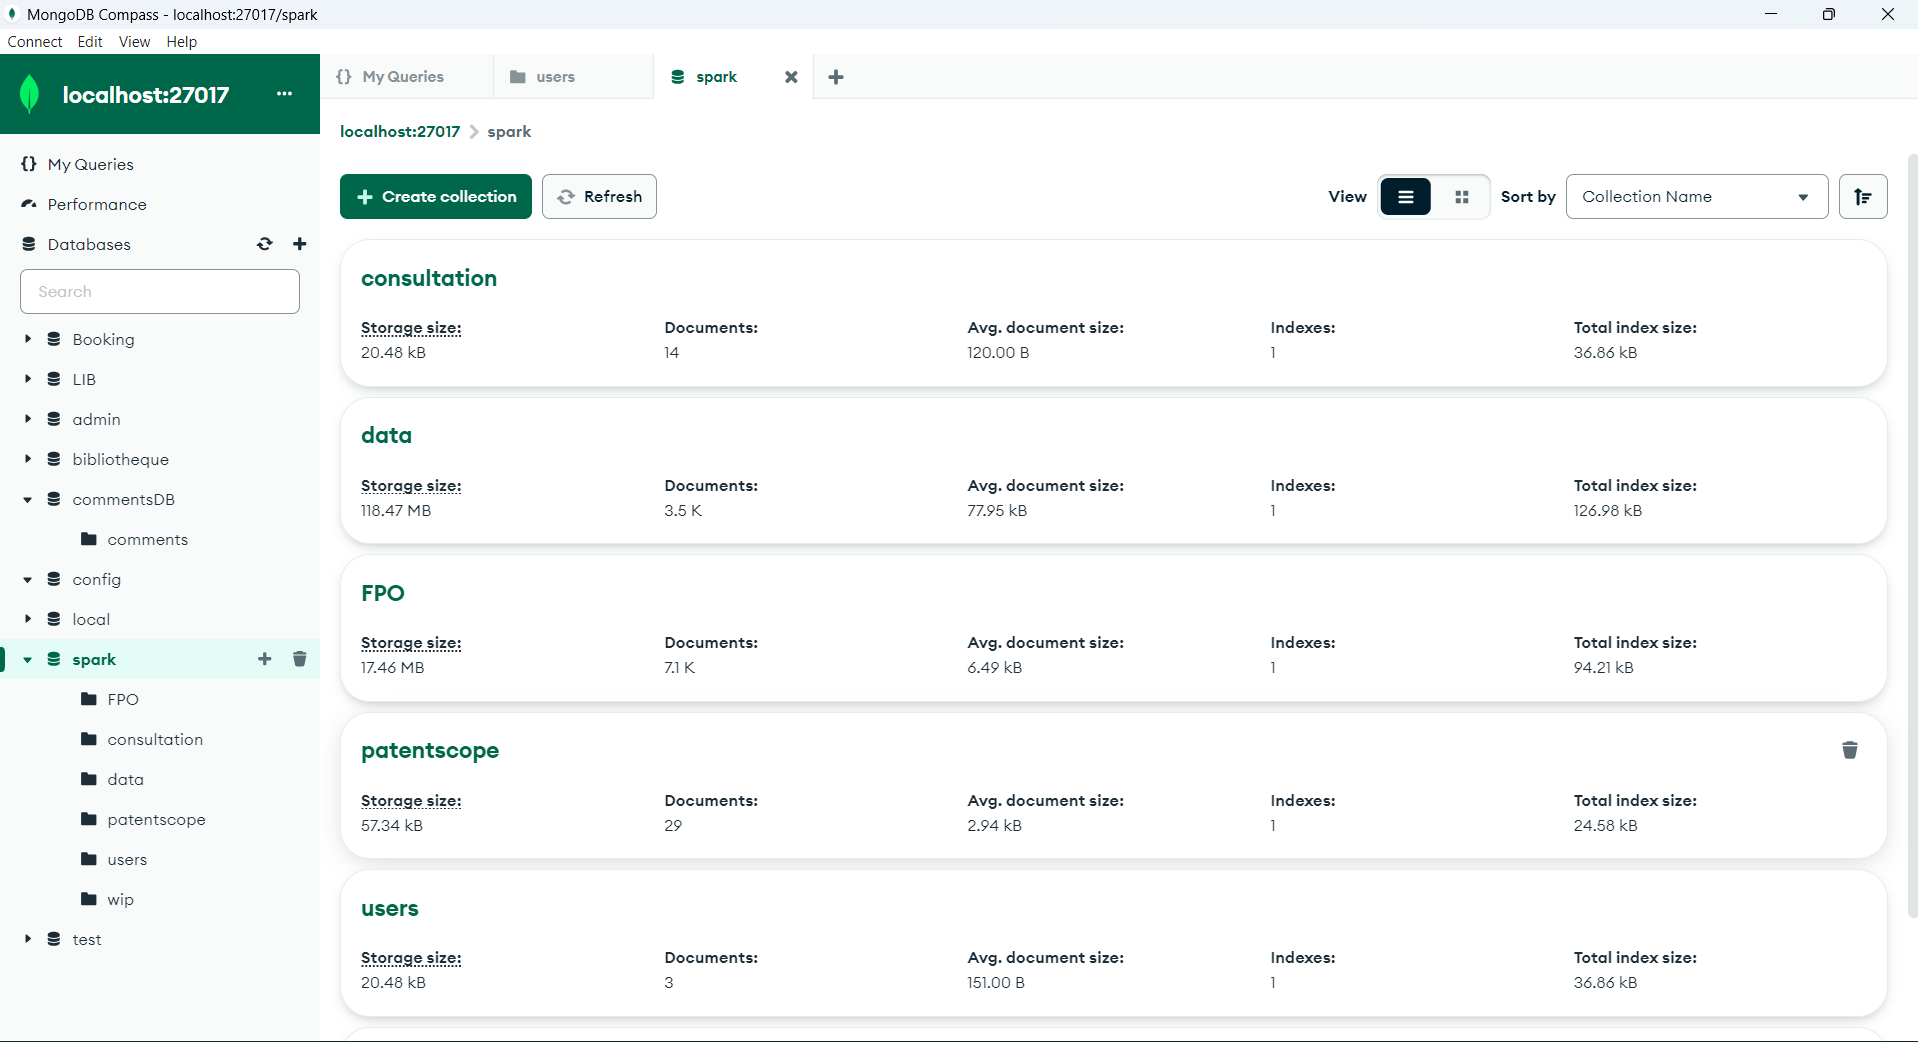 MongoDB Compass - localhost:27017/spark
Connect Edit View Help
localhost:27017 ...
{} My Queries
Performance
Databases
Search
Booking
LIB
admin
bibliotheque
commentsDB
comments
config
local
spark
FPO
consultation
data
patentscope
users
wip
test
{} My Queries users spark
localhost:27017 > spark
Create collection Refresh View Sort by Collection Name
consultation
Storage size: Documents: Avg. document size: Indexes: Total index size:
20.48 kB 14 120.00 B 1 36.86 kB
data
Storage size: Documents: Avg. document size: Indexes: Total index size:
118.47 MB 3.5 K 77.95 kB 1 126.98 kB
FPO
Storage size: Documents: Avg. document size: Indexes: Total index size:
17.46 MB 7.1 K 6.49 kB 1 94.21 kB
patentscope
Storage size: Documents: Avg. document size: Indexes: Total index size:
57.34 kB 29 2.94 kB 1 24.58 kB
users
Storage size: Documents: Avg. document size: Indexes: Total index size:
20.48 kB 3 151.00 B 1 36.86 kB